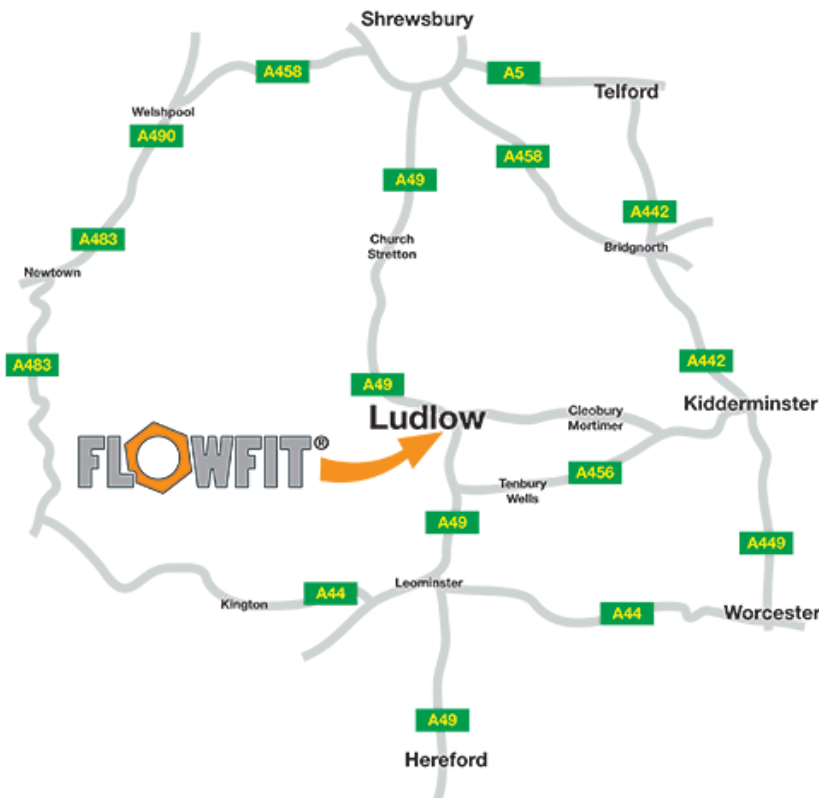 Shrewsbury
A458
A5
Telford
Welshpool
A490
A458
A49
A442
A483
Church
Stretton
Bridgnorth
Newtown
A483
A442
A49
Ludlow
Cleobury
Mortimer
Kidderminster
FLOWFIT®
A456
Tenbury
Wells
A49
A449
Leominster
A44
Kington
A44
Worcester
A49
Hereford